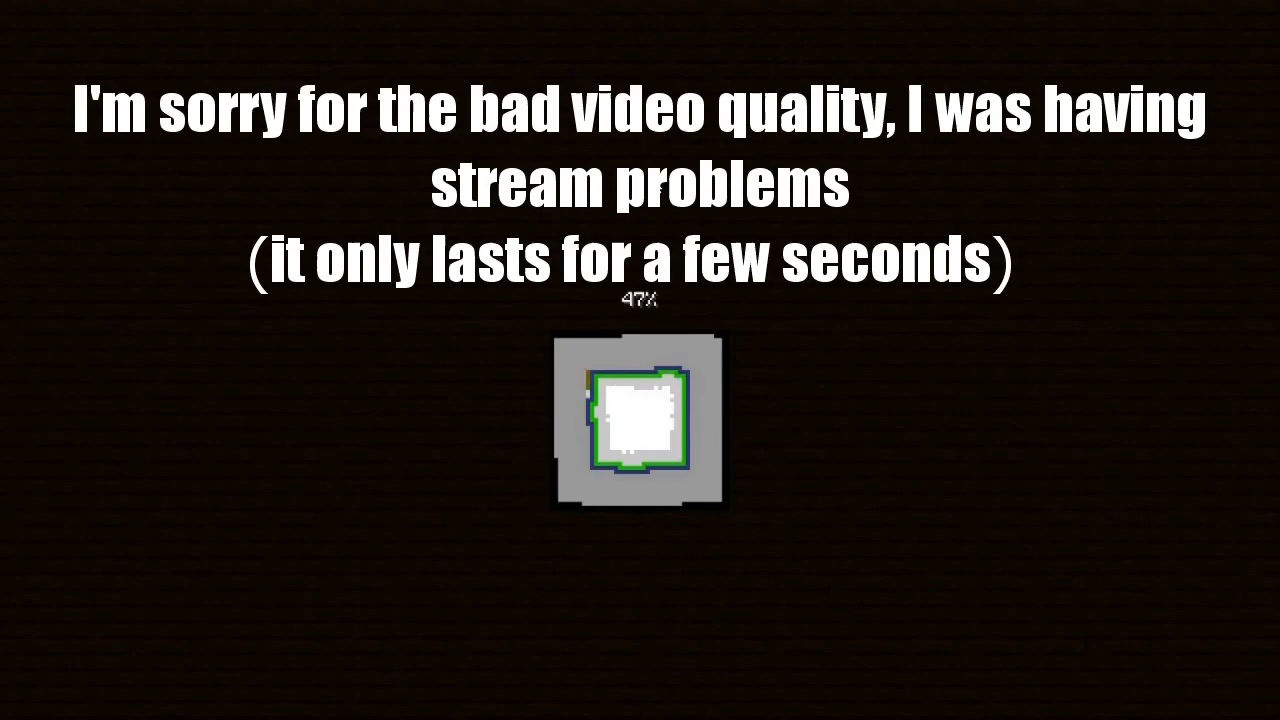 I'm sorry for the bad video quality, I was having
stream problems
(it only lasts for a few seconds)
47%